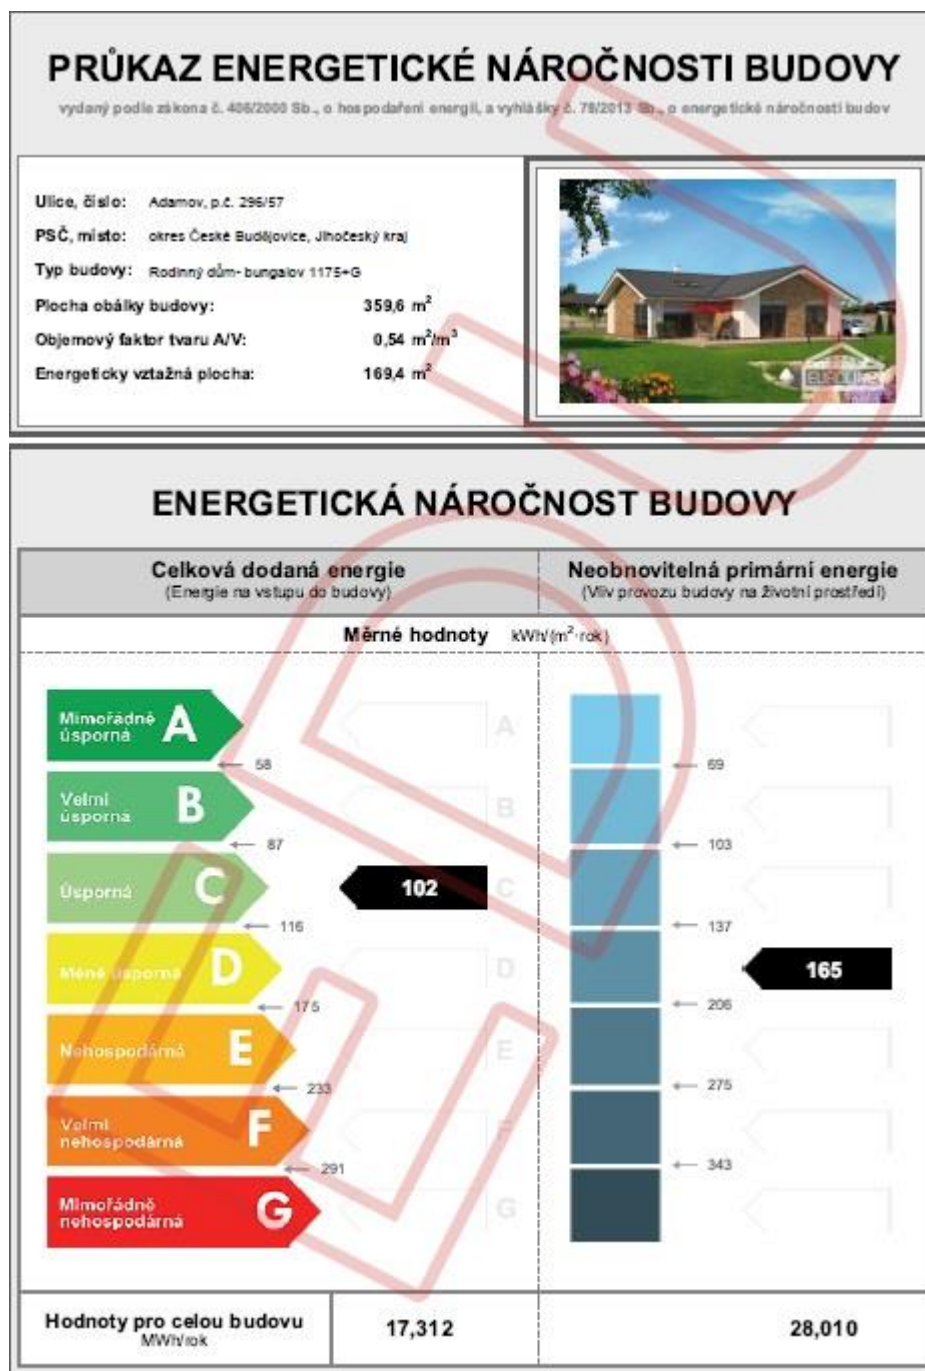 PRŮKAZ ENERGETICKÉ NÁROČNOSTI BUDOVY
vydaný podle zákona č. 406/2000 Sb., o hospodaření energií, a vyhlášky č. 78/2013 Sb., o energetické náročnosti budov
Ulice, číslo: Adamov, p.č. 296/57
PSČ, místo: okres České Budějovice, Jihočeský kraj
Typ budovy: Rodinný dům- bungalov 1175+G
Plocha obálky budovy: 359,6 m²
Objemový faktor tvaru A/V: 0,54 m²/m³
Energeticky vztažná plocha: 169,4 m²
ENERGETICKÁ NÁROČNOST BUDOVY
Celková dodaná energie
(Energie na vstupu do budovy)
Neobnovitelná primární energie
(Vliv provozu budovy na životní prostředí)
Měrné hodnoty kWh/(m²·rok)
Mimořádně
úsporná
A
A
58
69
Velmi
úsporná
B
B
87
103
Úsporná
C
102
C
116
137
Méně úsporná
D
D
165
175
206
Nehospodárná
E
E
233
275
Velmi
nehospodárná
F
F
291
343
Mimořádně
nehospodárná
G
G
Hodnoty pro celou budovu
MWh/rok
17,312
28,010